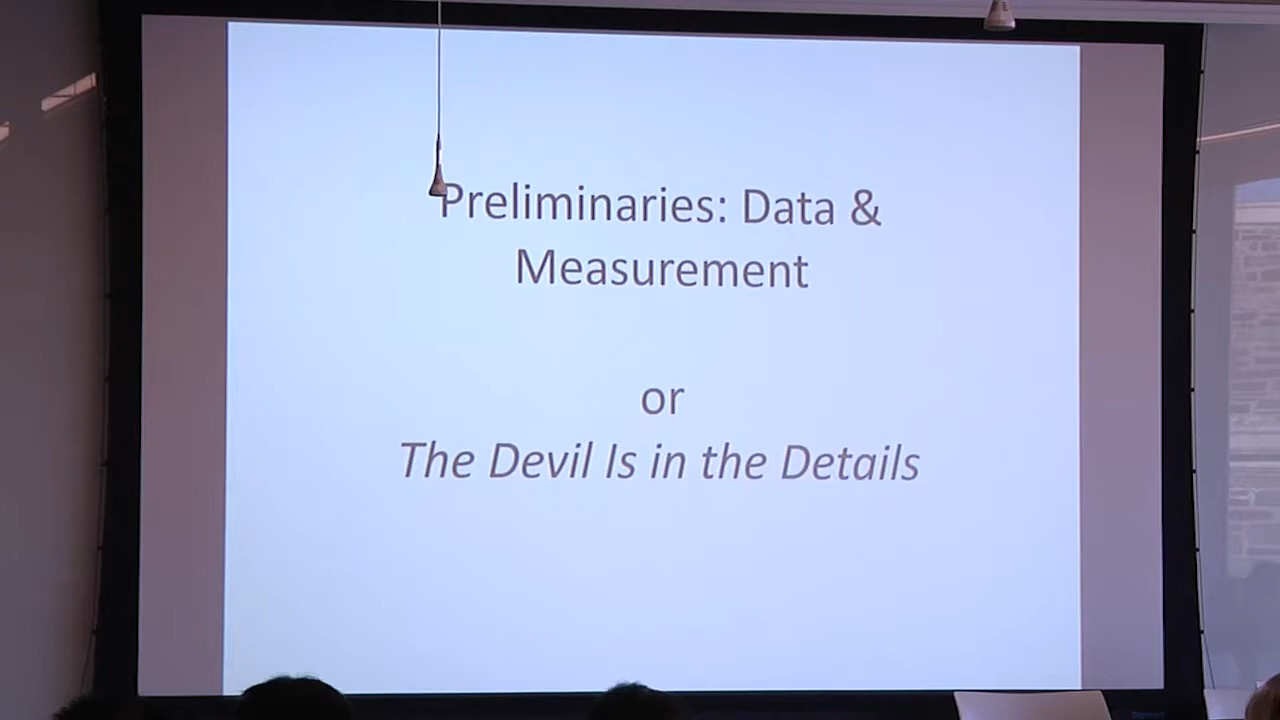 Preliminaries: Data &
Measurement
or
The Devil Is in the Details